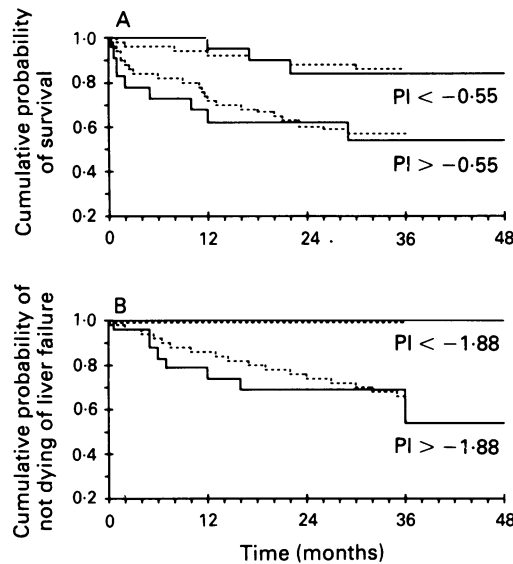 A
Cumulative probability
of survival
1·0
0·8
0·6
0·4
0·2
PI < −0·55
PI > −0·55
0 12 24 36 48
B
Cumulative probability of
not dying of liver failure
1·0
0·8
0·6
0·4
0·2
PI < −1·88
PI > −1·88
0 12 24 36 48
Time (months)